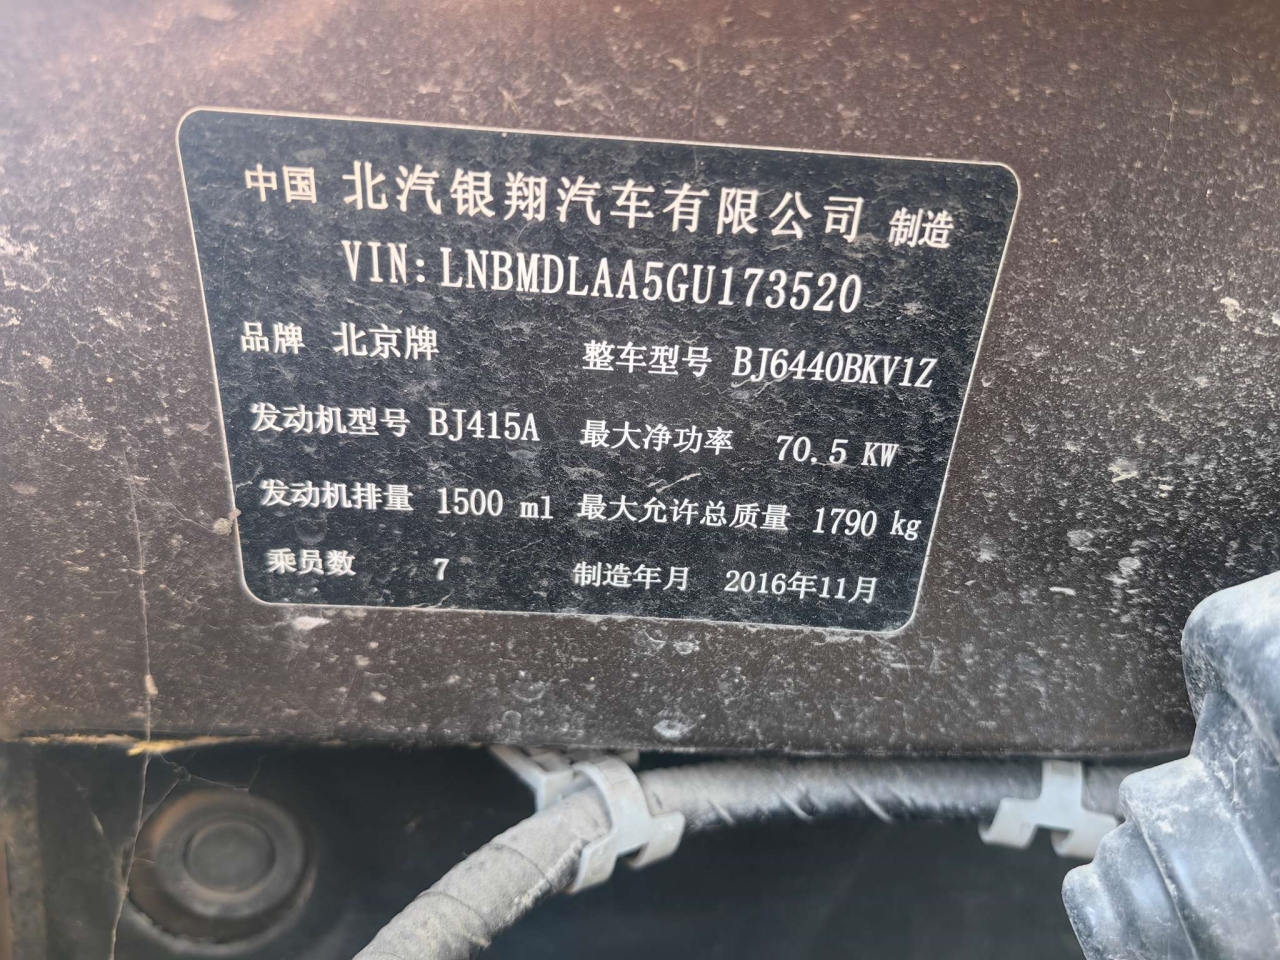 中国 北汽银翔汽车有限公司 制造
VIN: LNBMDLAA5GU173520
品牌 北京牌 整车型号 BJ6440BKV1Z
发动机型号 BJ415A 最大净功率 70.5 KW
发动机排量 1500 ml 最大允许总质量 1790 kg
乘员数 7 制造年月 2016年11月